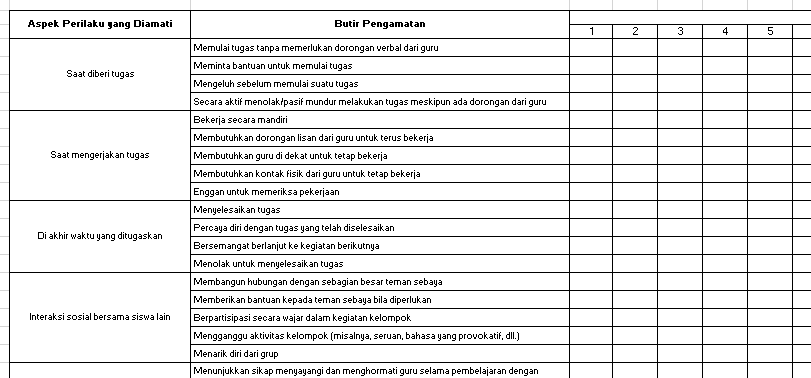 Aspek Perilaku yang Diamati
Butir Pengamatan
1 2 3 4 5
Saat diberi tugas
Memulai tugas tanpa memerlukan dorongan verbal dari guru
Meminta bantuan untuk memulai tugas
Mengeluh sebelum memulai suatu tugas
Secara aktif menolak/pasif mundur melakukan tugas meskipun ada dorongan dari guru
Saat mengerjakan tugas
Bekerja secara mandiri
Membutuhkan dorongan lisan dari guru untuk terus bekerja
Membutuhkan guru di dekat untuk tetap bekerja
Membutuhkan kontak fisik dari guru untuk tetap bekerja
Enggan untuk memeriksa pekerjaan
Di akhir waktu yang ditugaskan
Menyelesaikan tugas
Percaya diri dengan tugas yang telah diselesaikan
Bersemangat berlanjut ke kegiatan berikutnya
Menolak untuk menyelesaikan tugas
Interaksi sosial bersama siswa lain
Membangun hubungan dengan sebagian besar teman sebaya
Memberikan bantuan kepada teman sebaya bila diperlukan
Berpartisipasi secara wajar dalam kegiatan kelompok
Mengganggu aktivitas kelompok (misalnya, seruan, bahasa yang provokatif, dll.)
Menarik diri dari grup
Menunjukkan sikap menyayangi dan menghormati guru selama pembelajaran dengan